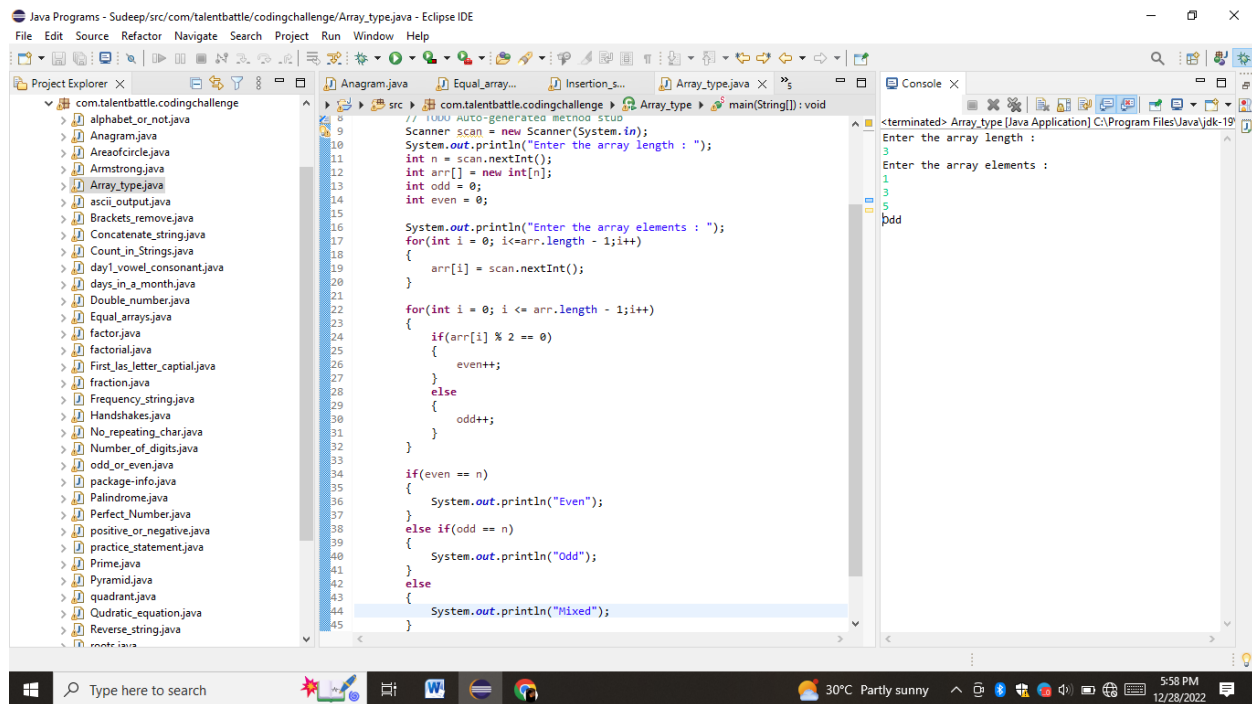 Java Programs - Sudeep/src/com/talentbattle/codingchallenge/Array_type.java - Eclipse IDE
File Edit Source Refactor Navigate Search Project Run Window Help
Project Explorer
com.talentbattle.codingchallenge
alphabet_or_not.java
Anagram.java
Areaofcircle.java
Armstrong.java
Array_type.java
ascii_output.java
Brackets_remove.java
Concatenate_string.java
Count_in_Strings.java
day1_vowel_consonant.java
days_in_a_month.java
Double_number.java
Equal_arrays.java
factor.java
factorial.java
First_las_letter_captial.java
fraction.java
Frequency_string.java
Handshakes.java
No_repeating_char.java
Number_of_digits.java
odd_or_even.java
package-info.java
Palindrome.java
Perfect_Number.java
positive_or_negative.java
practice_statement.java
Prime.java
Pyramid.java
quadrant.java
Qudratic_equation.java
Reverse_string.java
roots.java
Anagram.java Equal_array... Insertion_s... Array_type.java »5
src com.talentbattle.codingchallenge Array_type main(String[]) : void
8 // TODO Auto-generated method stub
9 Scanner scan = new Scanner(System.in);
10 System.out.println("Enter the array length : ");
11 int n = scan.nextInt();
12 int arr[] = new int[n];
13 int odd = 0;
14 int even = 0;
15
16 System.out.println("Enter the array elements : ");
17 for(int i = 0; i<=arr.length - 1;i++)
18 {
19 arr[i] = scan.nextInt();
20 }
21
22 for(int i = 0; i <= arr.length - 1;i++)
23 {
24 if(arr[i] % 2 == 0)
25 {
26 even++;
27 }
28 else
29 {
30 odd++;
31 }
32 }
33
34 if(even == n)
35 {
36 System.out.println("Even");
37 }
38 else if(odd == n)
39 {
40 System.out.println("Odd");
41 }
42 else
43 {
44 System.out.println("Mixed");
45 }
Console
<terminated> Array_type [Java Application] C:\Program Files\Java\jdk-19\
Enter the array length :
3
Enter the array elements :
1
3
5
Odd
Type here to search
30°C Partly sunny
5:58 PM
12/28/2022